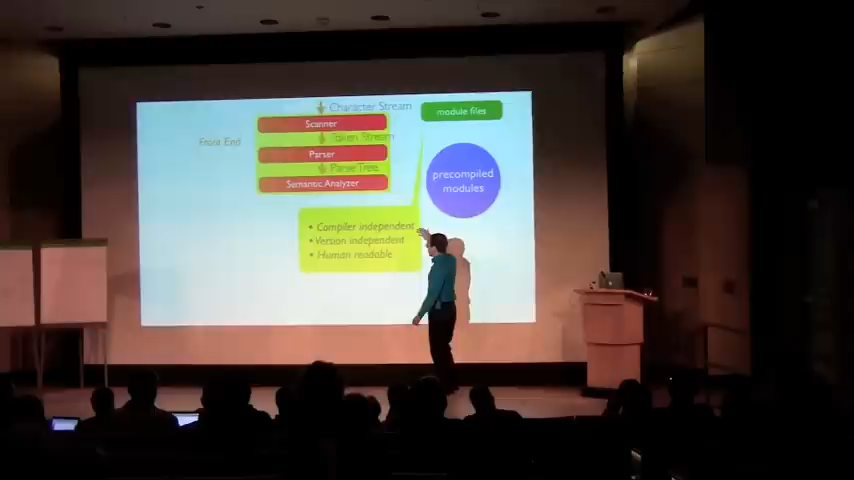 Character Stream
module files
Scanner
Front End
Token Stream
Parser
Parse Tree
Semantic Analyzer
precompiled
modules
• Compiler independent
• Version independent
• Human readable